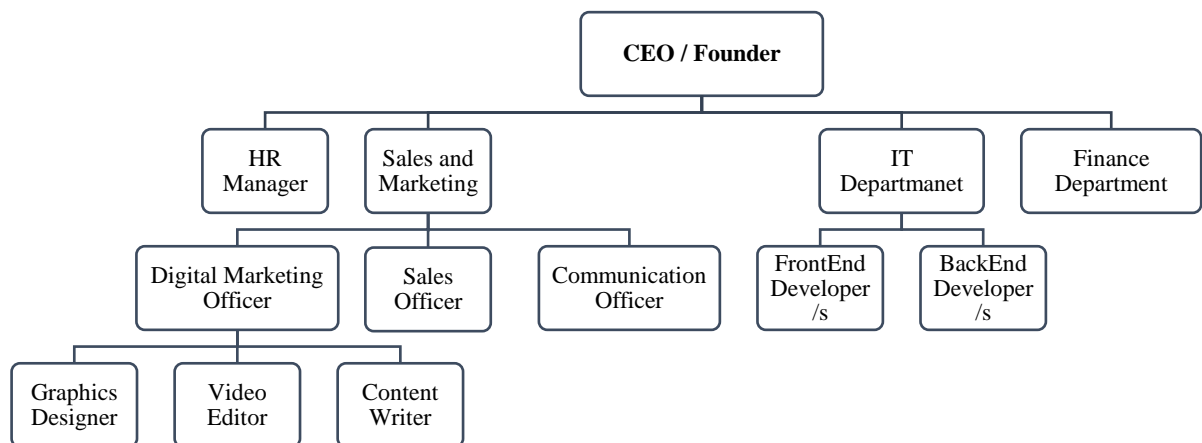 CEO / Founder
HR
Manager
Sales and
Marketing
IT
Departmanet
Finance
Department
Digital Marketing
Officer
Sales
Officer
Communication
Officer
FrontEnd
Developer
/s
BackEnd
Developer
/s
Graphics
Designer
Video
Editor
Content
Writer